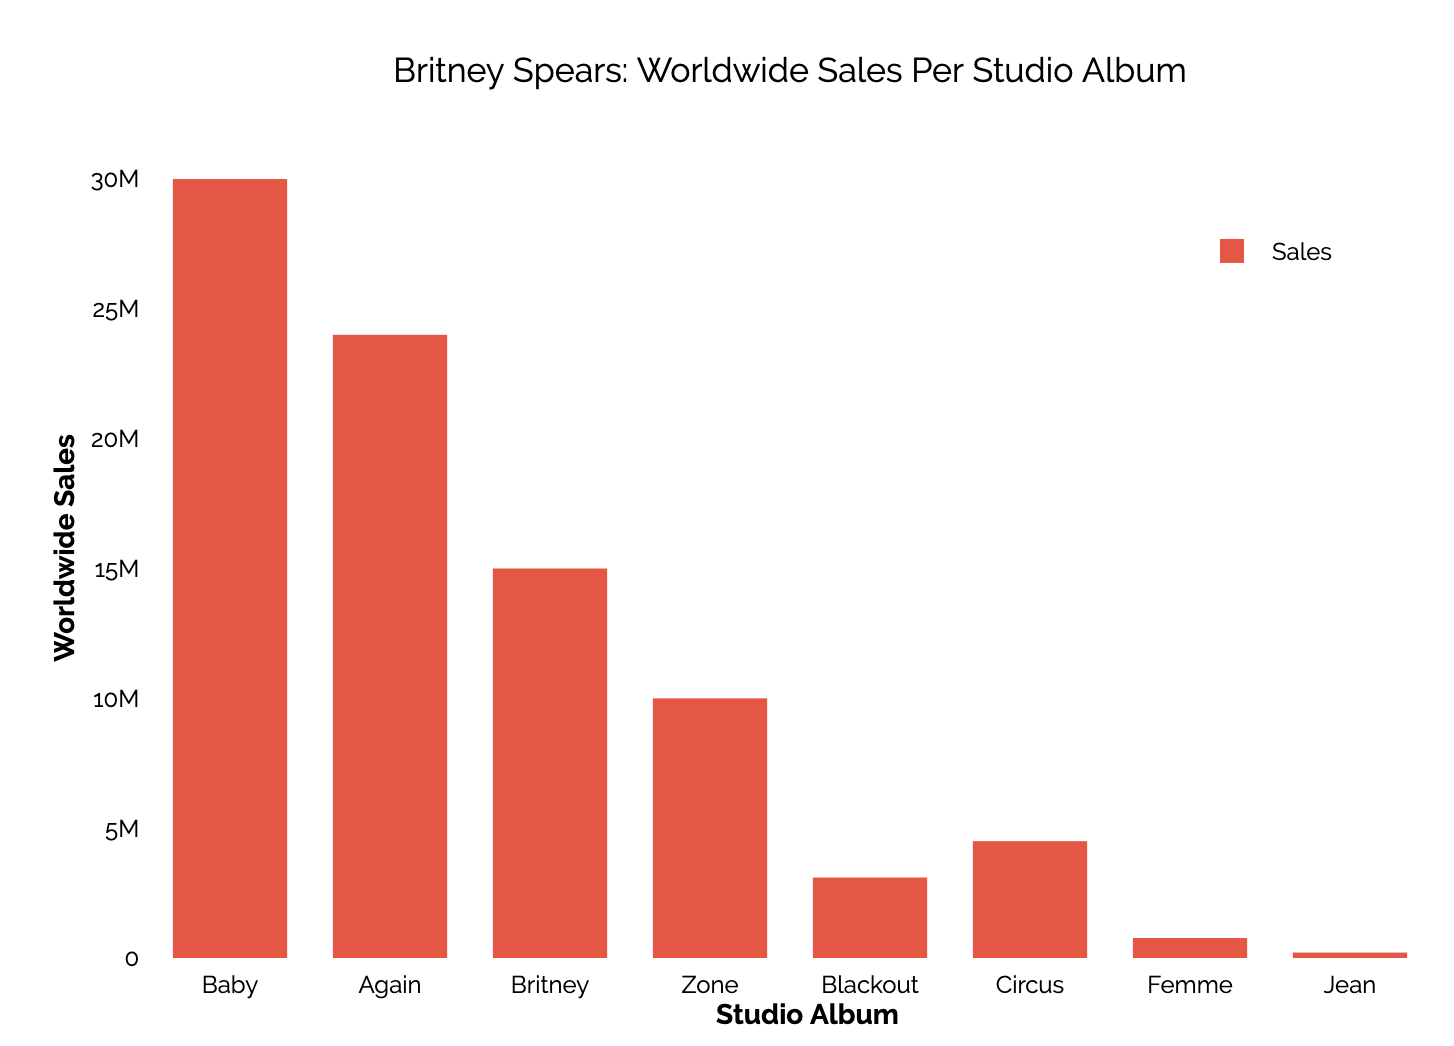 Britney Spears: Worldwide Sales Per Studio Album
30M
Sales
25M
20M
Worldwide Sales
15M
10M
5M
0
Baby Again Britney Zone Blackout Circus Femme Jean
Studio Album